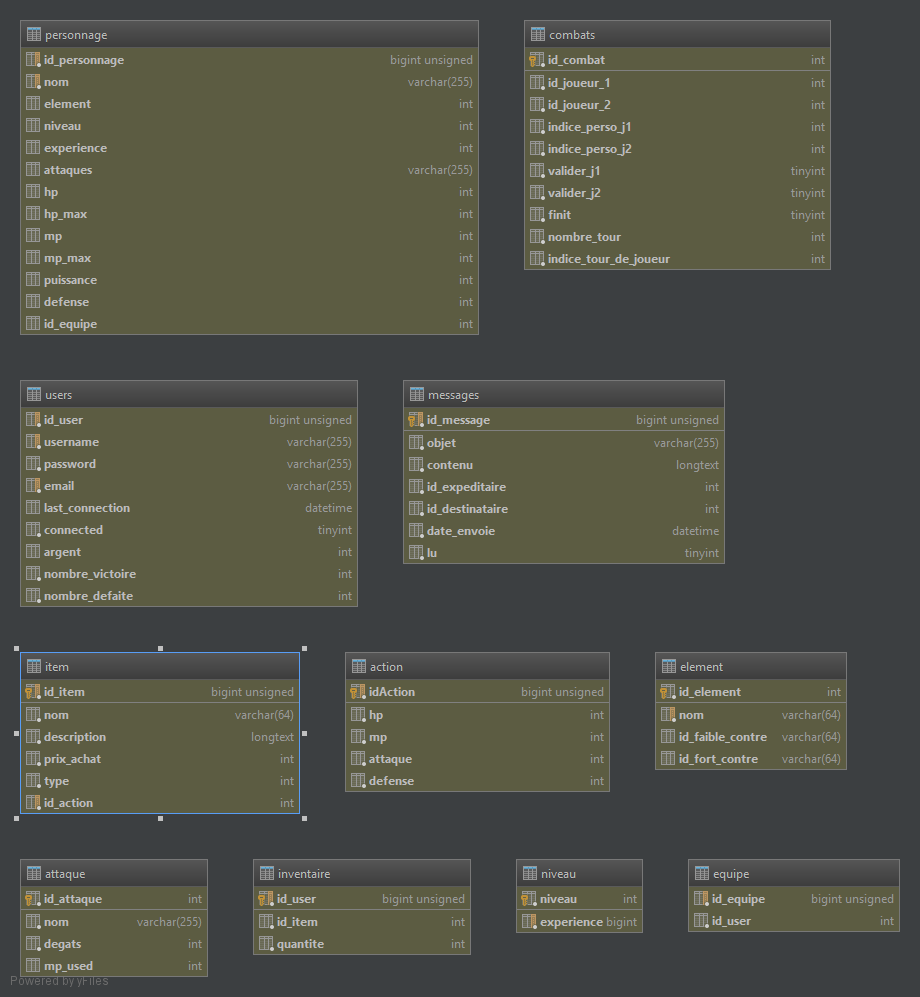 personnage
id_personnage bigint unsigned
nom varchar(255)
element int
niveau int
experience int
attaques varchar(255)
hp int
hp_max int
mp int
mp_max int
puissance int
defense int
id_equipe int
combats
id_combat int
id_joueur_1 int
id_joueur_2 int
indice_perso_j1 int
indice_perso_j2 int
valider_j1 tinyint
valider_j2 tinyint
finit tinyint
nombre_tour int
indice_tour_de_joueur int
users
id_user bigint unsigned
username varchar(255)
password varchar(255)
email varchar(255)
last_connection datetime
connected tinyint
argent int
nombre_victoire int
nombre_defaite int
messages
id_message bigint unsigned
objet varchar(255)
contenu longtext
id_expeditaire int
id_destinataire int
date_envoie datetime
lu tinyint
item
id_item bigint unsigned
nom varchar(64)
description longtext
prix_achat int
type int
id_action int
action
idAction bigint unsigned
hp int
mp int
attaque int
defense int
element
id_element int
nom varchar(64)
id_faible_contre varchar(64)
id_fort_contre varchar(64)
attaque
id_attaque int
nom varchar(255)
degats int
mp_used int
inventaire
id_user bigint unsigned
id_item int
quantite int
niveau
niveau int
experience bigint
equipe
id_equipe bigint unsigned
id_user int
Powered by yFiles